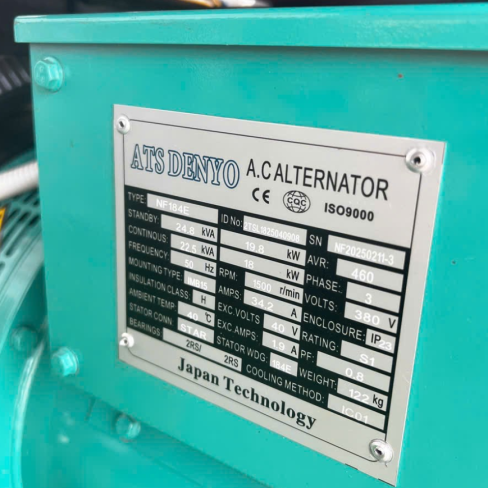 ATS DENYO A.C ALTERNATOR
CE CQC ISO9000
TYPE NF184E ID No: SN NF20250211-3
STANDBY 24.8 kVA 19.8 kW AVR: 460
CONTINOUS: 22.5 kVA 18 kW PHASE: 3
FREQUENCY: 50 Hz RPM: 1500 r/min VOLTS: 380 V
MOUNTING TYPE: IMB15 AMPS: 34.2 A ENCLOSURE: IP23
INSULATION CLASS: H EXC.VOLTS 40 V RATING: S1
AMBIENT TEMP: 40 ℃ EXC.AMPS: 1.9 A PF: 0.8
STATOR CONN. STAR STATOR WDG: 184E WEIGHT: 122 kg
BEARINGS 2RS/ 2RS COOLING METHOD: IC01
Japan Technology